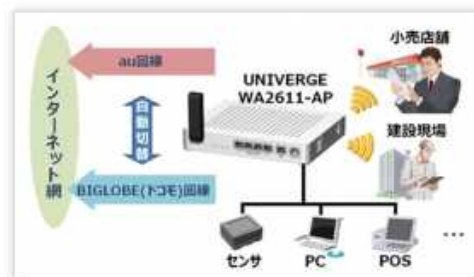 インターネット網
au回線
自動切替
BIGLOBE(ドコモ)回線
UNIVERGE
WA2611-AP
小売店舗
建設現場
センサ
PC
POS
…